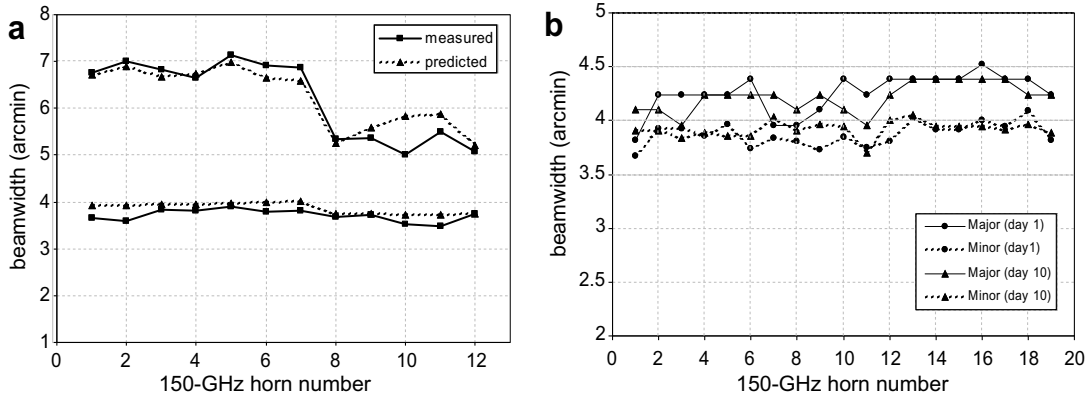 a
measured
predicted
beamwidth (arcmin)
8
7
6
5
4
3
2
1
0 2 4 6 8 10 12
150-GHz horn number
b
beamwidth (arcmin)
5
4.5
4
3.5
3
2.5
2
Major (day 1)
Minor (day1)
Major (day 10)
Minor (day 10)
0 2 4 6 8 10 12 14 16 18 20
150-GHz horn number